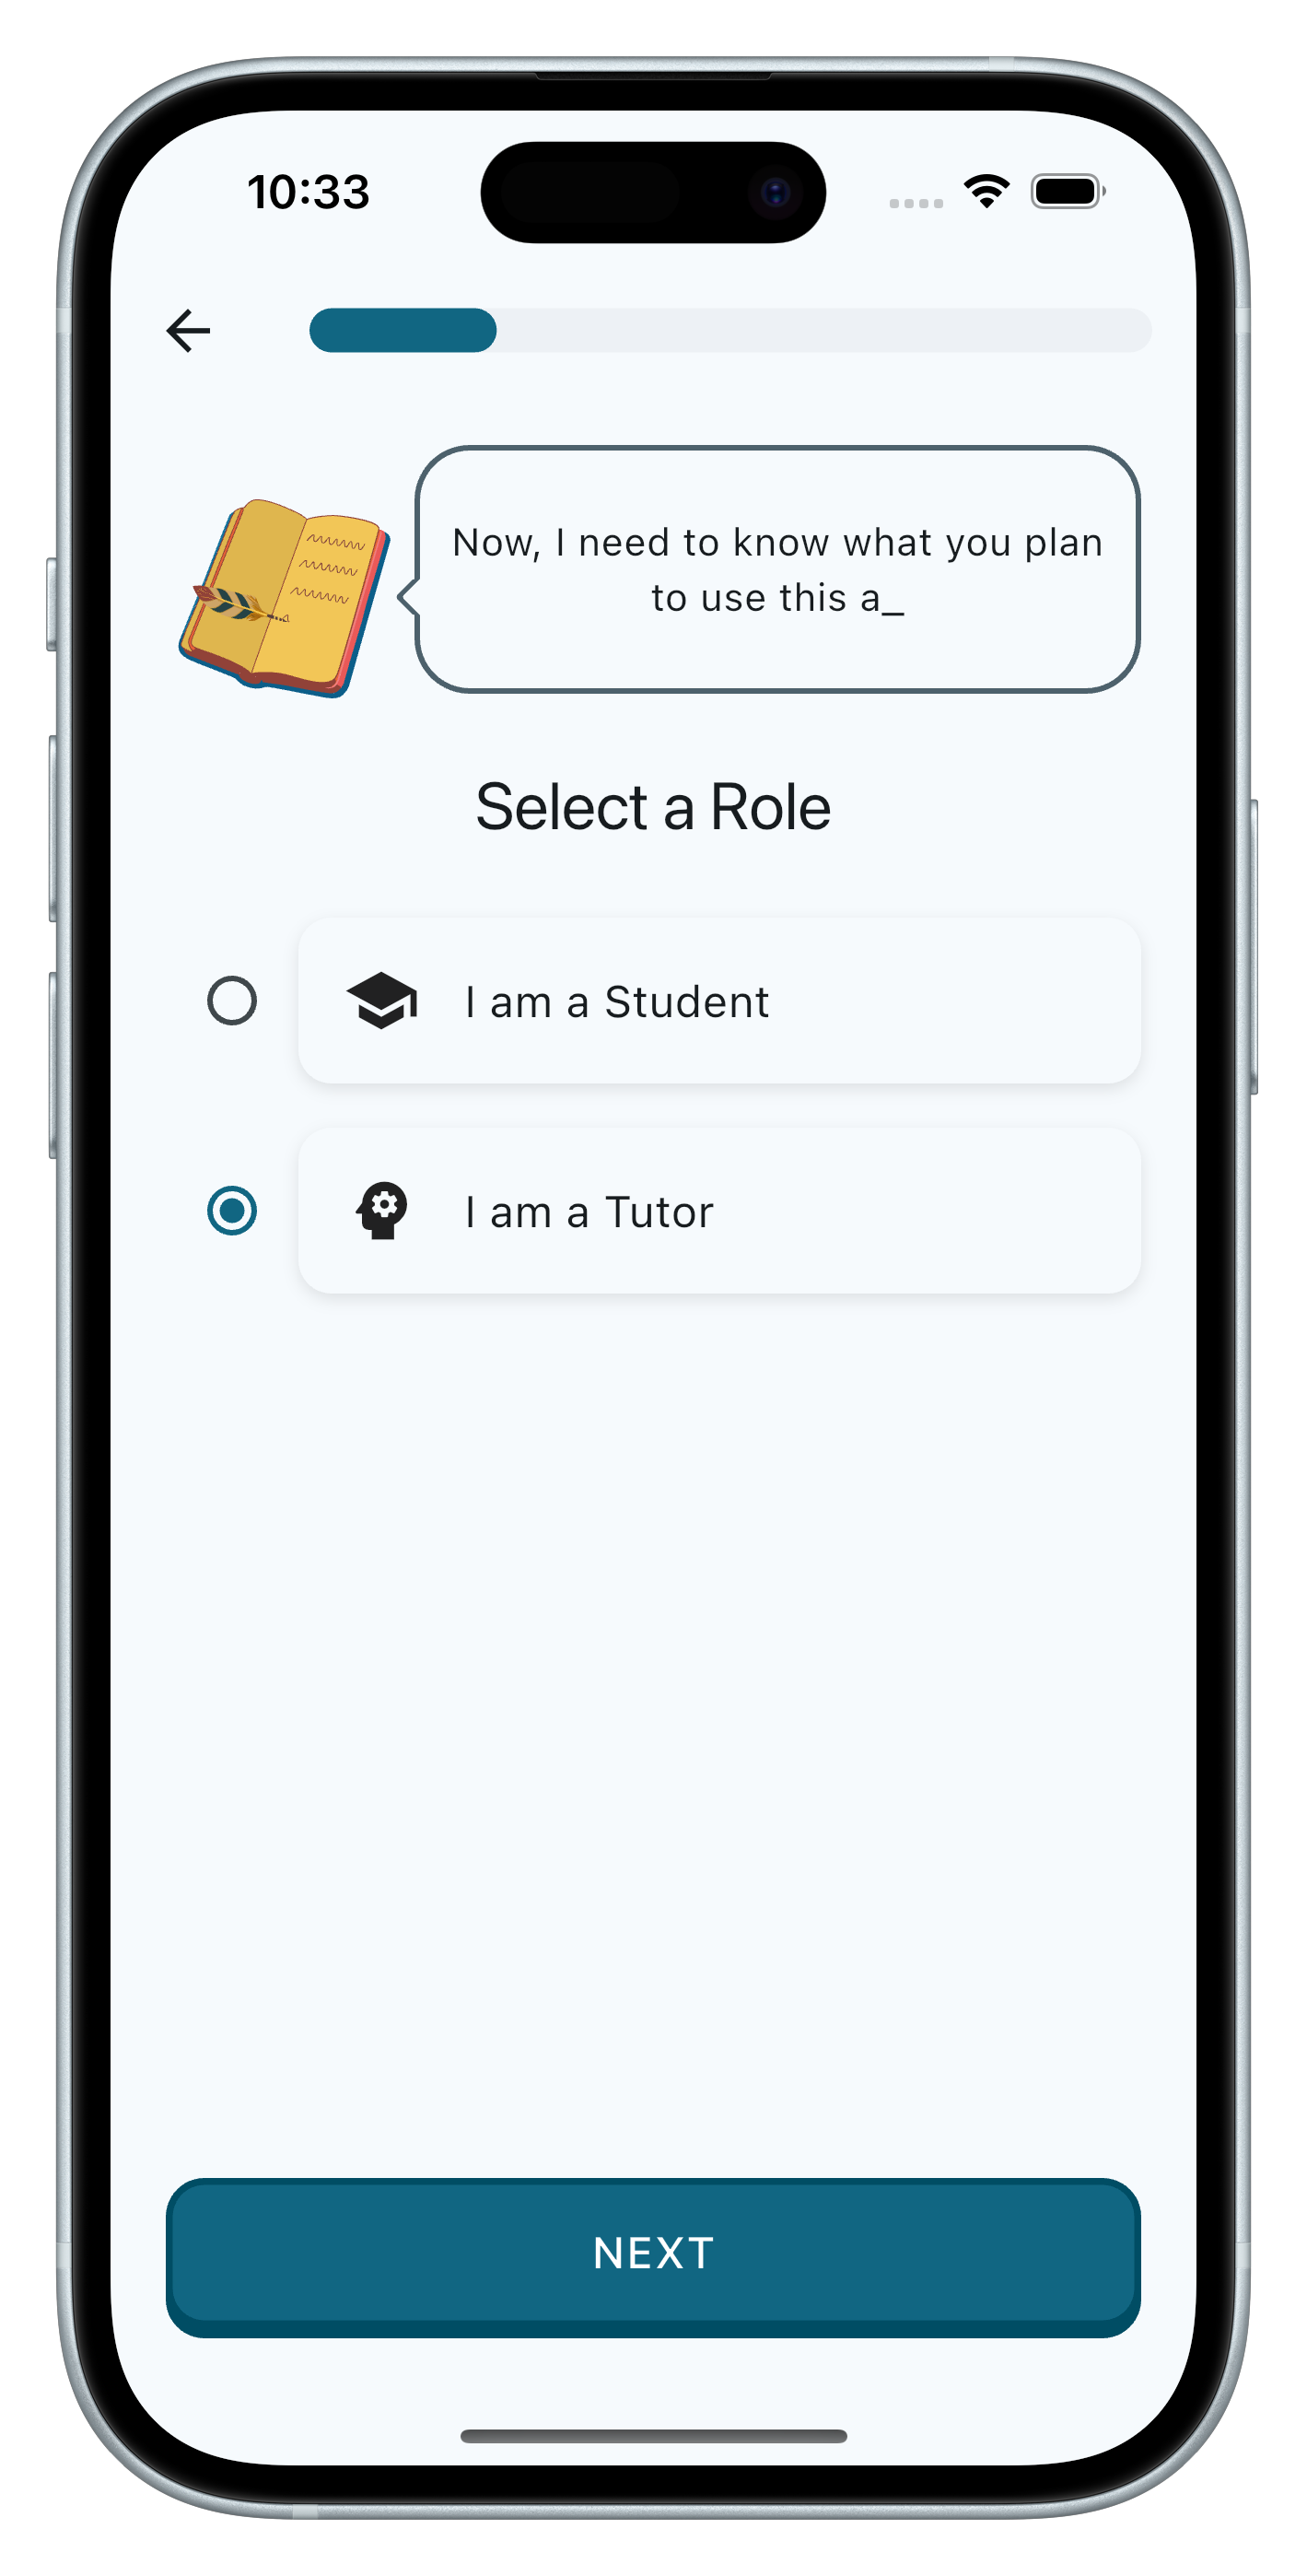 10:33
Now, I need to know what you plan
to use this a_
Select a Role
I am a Student
I am a Tutor
NEXT